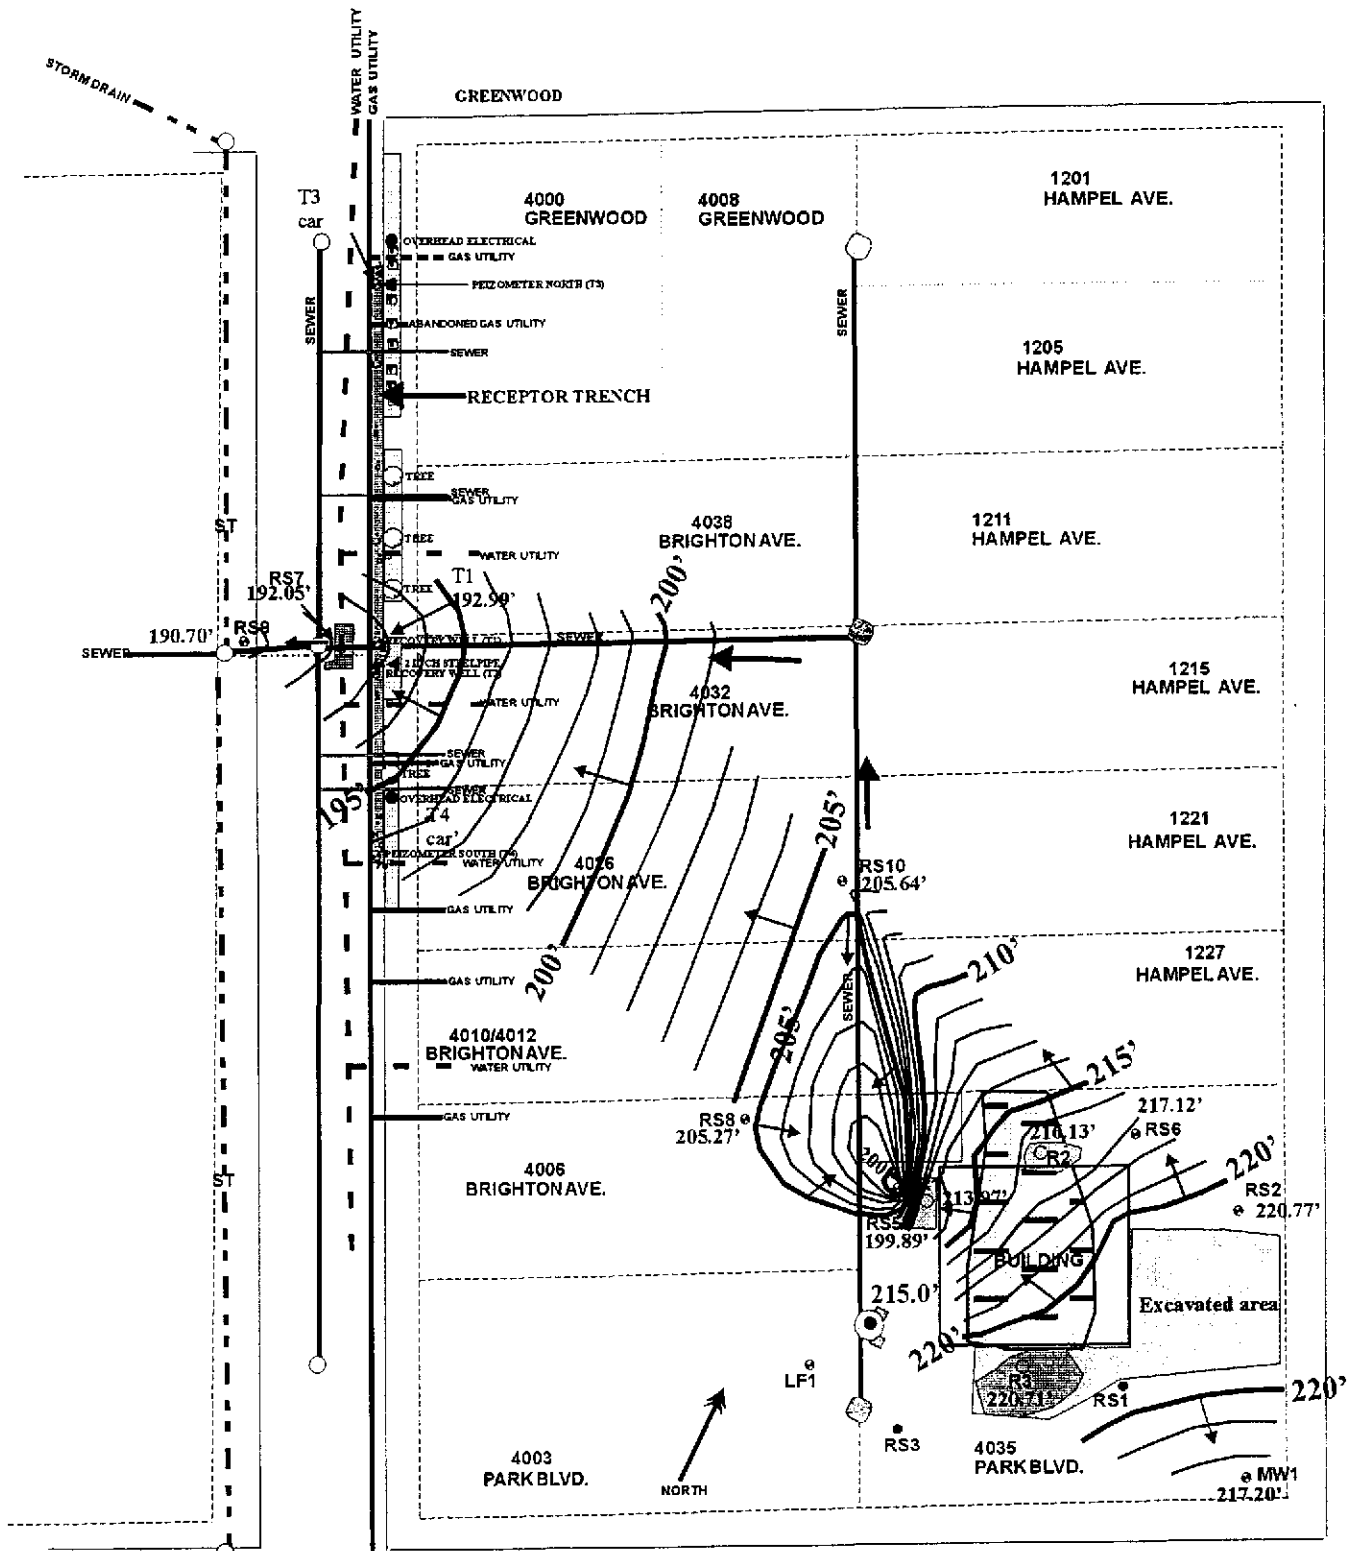 STORM DRAIN
WATER UTILITY
GAS UTILITY
GREENWOOD
T3
car
4000
GREENWOOD
4008
GREENWOOD
1201
HAMPEL AVE.
OVERHEAD ELECTRICAL
GAS UTILITY
PEIZOMETER NORTH (T3)
SEWER
SEWER
ABANDONED GAS UTILITY
SEWER
1205
HAMPEL AVE.
RECEPTOR TRENCH
TREE
SEWER
GAS UTILITY
ST
TREE
4038
BRIGHTON AVE.
1211
HAMPEL AVE.
WATER UTILITY
RS7
192.05'
TREE
T1
192.99'
200'
190.70'
RS9
SEWER
SEWER
2 INCH STEEL PIPE
RECOVERY WELL (T2)
4032
BRIGHTON AVE.
1215
HAMPEL AVE.
WATER UTILITY
SEWER
GAS UTILITY
TREE
SEWER
OVERHEAD ELECTRICAL
195'
T4
car'
PEIZOMETER SOUTH (T4)
WATER UTILITY
205'
1221
HAMPEL AVE.
4026
BRIGHTON AVE.
RS10
205.64'
GAS UTILITY
200'
210'
1227
HAMPEL AVE.
GAS UTILITY
SEWER
205'
4010/4012
BRIGHTON AVE.
WATER UTILITY
215'
GAS UTILITY
RS8
205.27'
217.12'
RS6
216.13'
R2
200'
4006
BRIGHTON AVE.
ST
220'
RS2
220.77'
213.97'
RS5
199.89'
BUILDING
215.0'
Excavated area
220'
LF1
R3
220.71'
RS1
220'
RS3
4003
PARK BLVD.
NORTH
4035
PARK BLVD.
MW1
217.20'